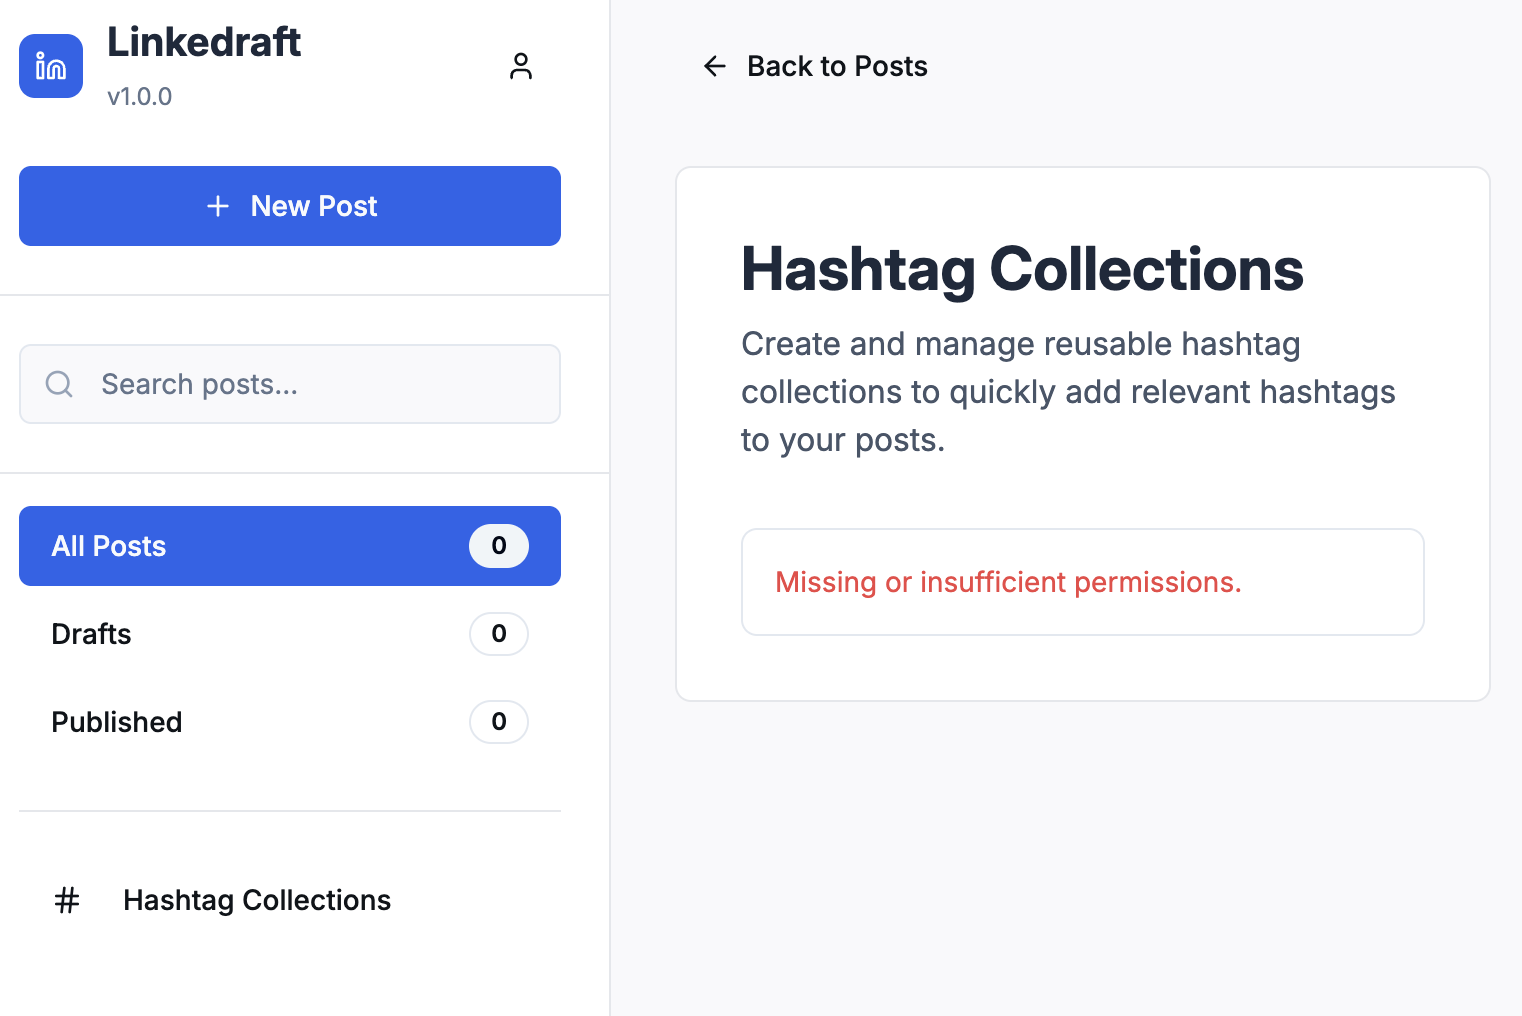 Linkedraft
v1.0.0
New Post
Search posts...
All Posts 0
Drafts 0
Published 0
Hashtag Collections
Back to Posts
Hashtag Collections
Create and manage reusable hashtag
collections to quickly add relevant hashtags
to your posts.
Missing or insufficient permissions.